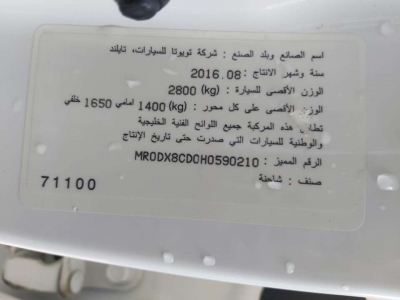 اسم الصانع وبلد الصنع : شركة تويوتا للسيارات، تايلند
سنة وشهر الانتاج : 2016.08
الوزن الأقصى للسيارة : 2800 (kg)
الوزن الأقصى على كل محور : 1400 (kg) امامي 1650 خلفي
تطابق هذه المركبة جميع اللوائح الفنية الخليجية
والوطنية للسيارات التي صدرت حتى تاريخ الإنتاج
الرقم المميز : MR0DX8CD0H0590210
صنف : شاحنة
71100